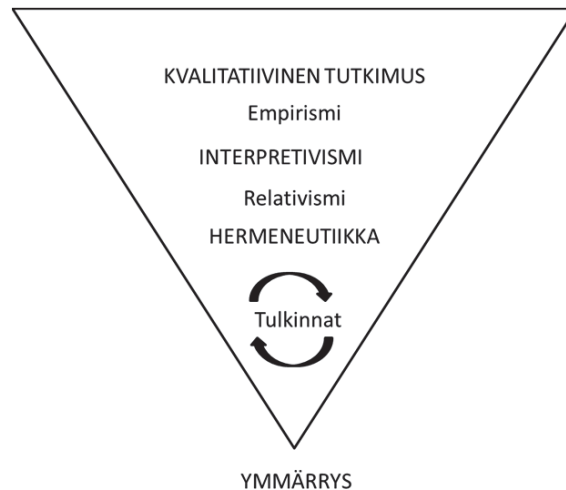 KVALITATIIVINEN TUTKIMUS
Empirismi
INTERPRETIVISMI
Relativismi
HERMENEUTIIKKA
Tulkinnat
YMMÄRRYS